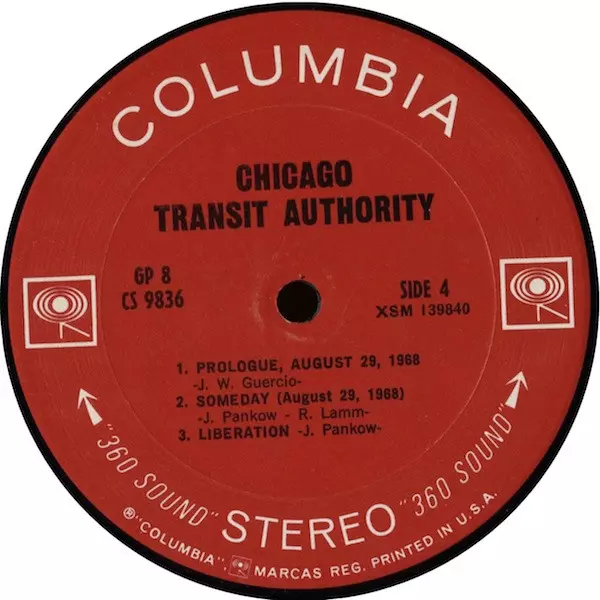 COLUMBIA
CHICAGO
TRANSIT AUTHORITY
GP 8
CS 9836
SIDE 4
XSM 139840
1. PROLOGUE, AUGUST 29, 1968
-J. W. Guercio-
2. SOMEDAY (August 29, 1968)
-J. Pankow - R. Lamm-
3. LIBERATION -J. Pankow-
"360 SOUND" STEREO "360 SOUND"
®"COLUMBIA", MARCAS REG. PRINTED IN U.S.A.